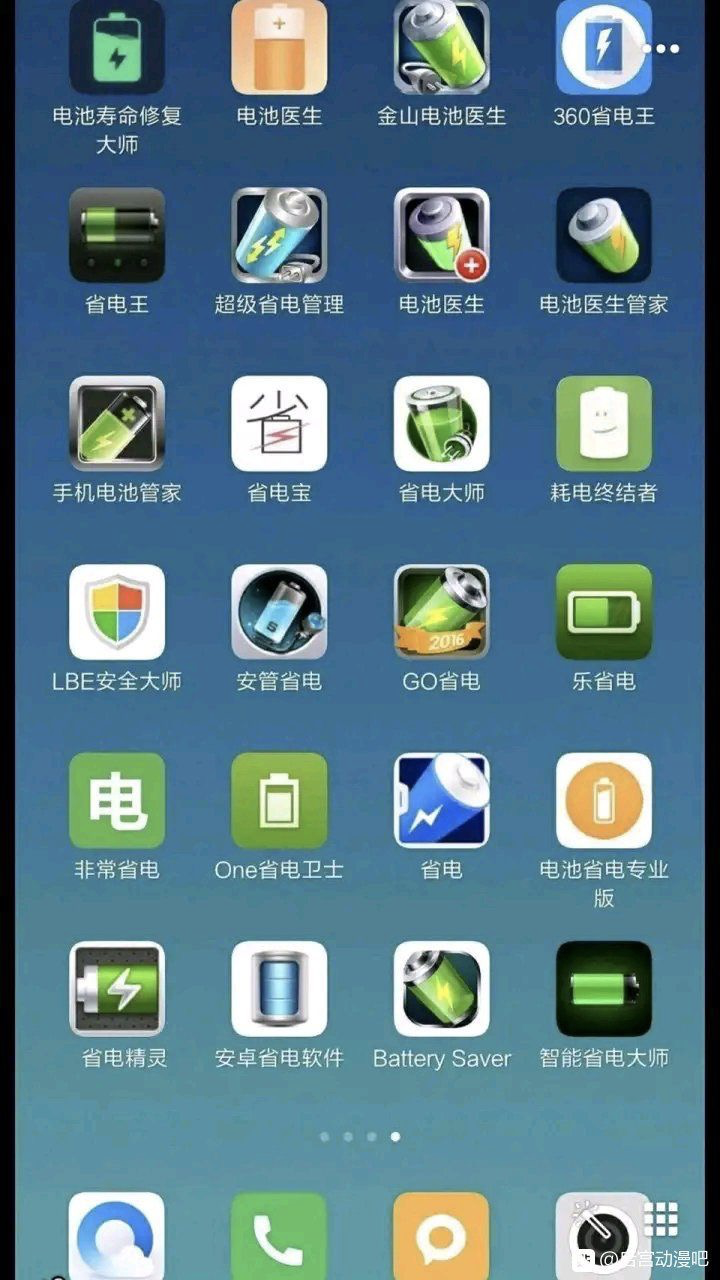 电池寿命修复
大师
电池医生
金山电池医生
360省电王
省电王
超级省电管理
电池医生
电池医生管家
手机电池管家
省
省电宝
省电大师
耗电终结者
LBE安全大师
安管省电
2016
GO省电
乐省电
电
非常省电
One省电卫士
省电
电池省电专业
版
省电精灵
安卓省电软件
Battery Saver
智能省电大师
@后宫动漫吧